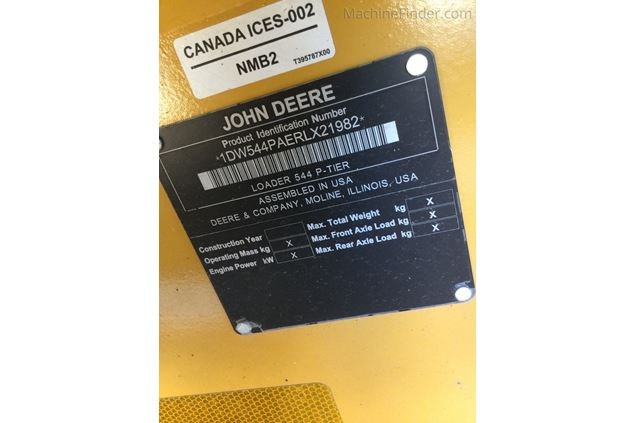 MachineFinder.com
CANADA ICES-002
NMB2 T395787X00
JOHN DEERE
Product Identification Number
*1DW544PAERLX21982*
LOADER 544 P-TIER
ASSEMBLED IN USA
DEERE & COMPANY, MOLINE, ILLINOIS, USA
Construction Year Max. Total Weight kg X
Operating Mass kg X Max. Front Axle Load kg X
Engine Power kW X Max. Rear Axle Load kg X